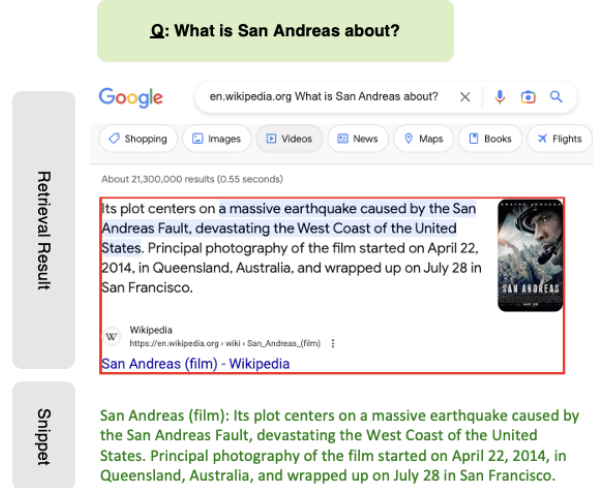 Q: What is San Andreas about?
Google
en.wikipedia.org What is San Andreas about?
Shopping
Images
Videos
News
Maps
Books
Flights
About 21,300,000 results (0.55 seconds)
Retrieval Result
Its plot centers on a massive earthquake caused by the San
Andreas Fault, devastating the West Coast of the United
States. Principal photography of the film started on April 22,
2014, in Queensland, Australia, and wrapped up on July 28 in
San Francisco.
SAN ANDREAS
W
Wikipedia
https://en.wikipedia.org › wiki › San_Andreas_(film)
San Andreas (film) - Wikipedia
Snippet
San Andreas (film): Its plot centers on a massive earthquake caused by
the San Andreas Fault, devastating the West Coast of the United
States. Principal photography of the film started on April 22, 2014, in
Queensland, Australia, and wrapped up on July 28 in San Francisco.